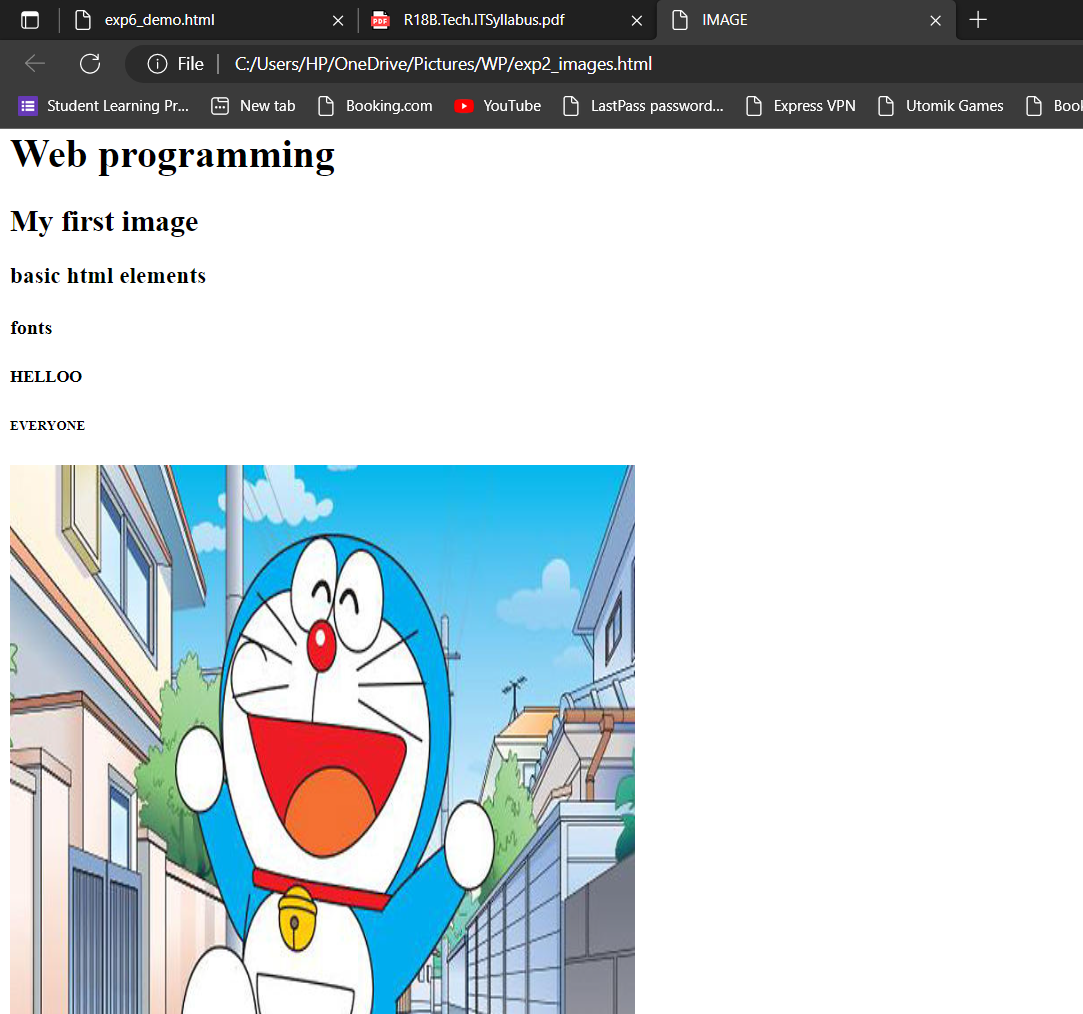 exp6_demo.html
R18B.Tech.ITSyllabus.pdf
IMAGE
File
C:/Users/HP/OneDrive/Pictures/WP/exp2_images.html
Student Learning Pr...
New tab
Booking.com
YouTube
LastPass password...
Express VPN
Utomik Games
Web programming
My first image
basic html elements
fonts
HELLOO
EVERYONE